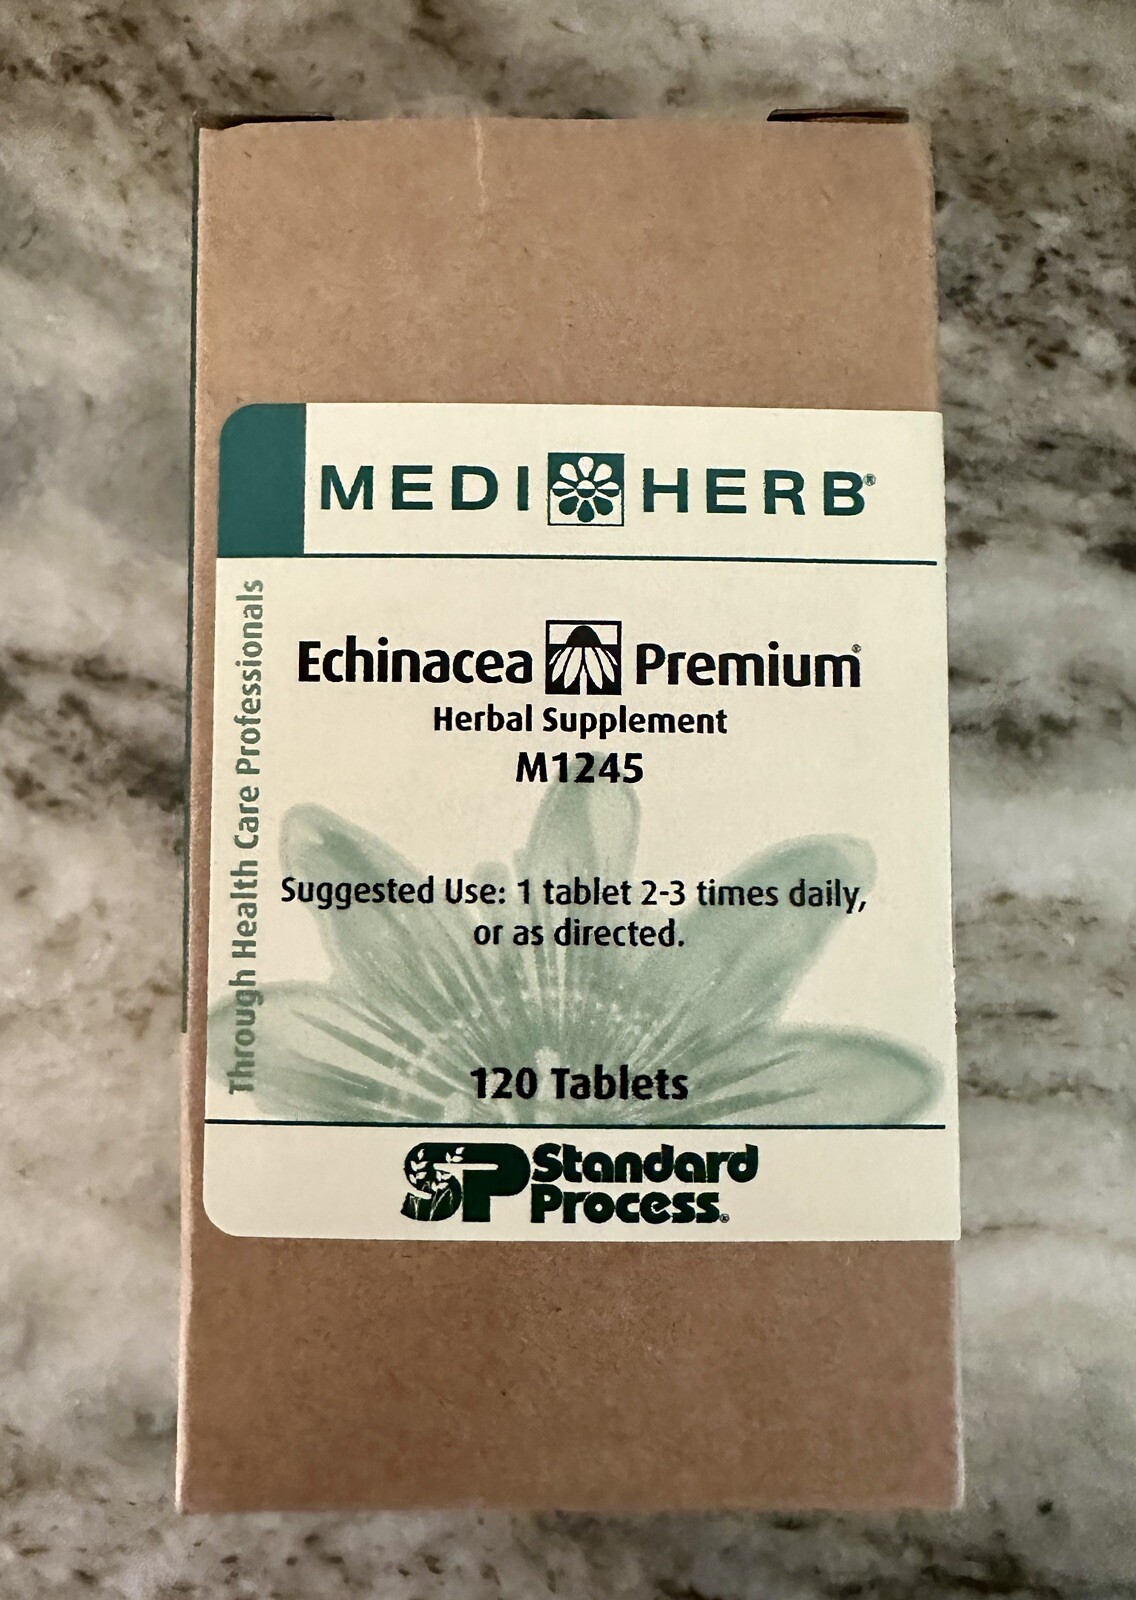 MEDI HERB®
Through Health Care Professionals
Echinacea Premium®
Herbal Supplement
M1245
Suggested Use: 1 tablet 2-3 times daily,
or as directed.
120 Tablets
SP Standard
Process®